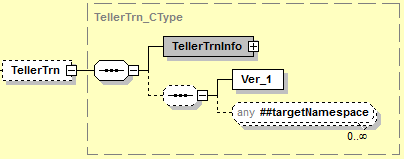 TellerTrn_CType
TellerTrnInfo
TellerTrn
Ver_1
any ##targetNamespace
0..∞